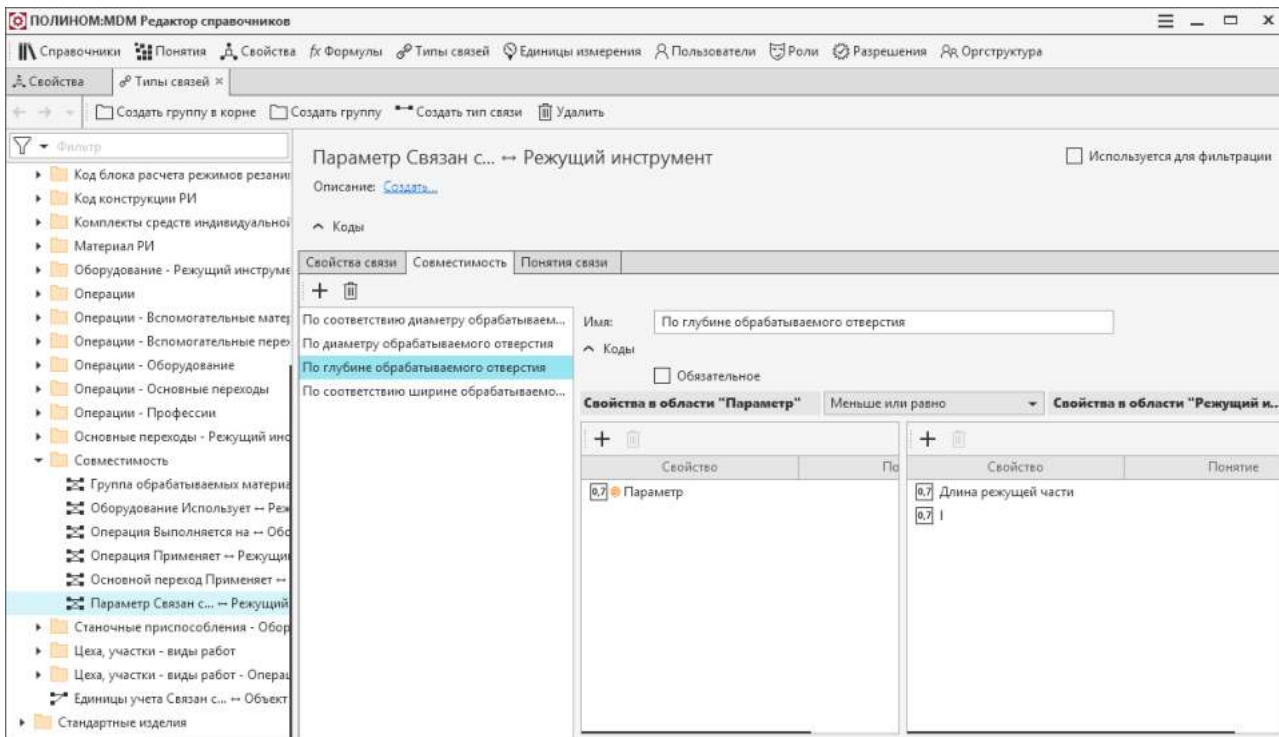 ПОЛИНОМ:MDM Редактор справочников
Справочники Понятия Свойства fx Формулы Типы связей Единицы измерения Пользователи Роли Разрешения Оргструктура
Свойства Типы связей ×
Создать группу в корне Создать группу Создать тип связи Удалить
Фильтр
Код блока расчета режимов резани
Код конструкции РИ
Комплекты средств индивидуальной
Материал РИ
Оборудование - Режущий инструме
Операции
Операции - Вспомогательные матер
Операции - Вспомогательные перех
Операции - Оборудование
Операции - Основные переходы
Операции - Профессии
Основные переходы - Режущий инс
Совместимость
Группа обрабатываемых материа
Оборудование Использует ↔ Реж
Операция Выполняется на ↔ Обо
Операция Применяет ↔ Режущи
Основной переход Применяет ↔
Параметр Связан с... ↔ Режущий
Станочные приспособления - Обор
Цеха, участки - виды работ
Цеха, участки - виды работ - Операц
Единицы учета Связан с... ↔ Объект
Стандартные изделия
Параметр Связан с... ↔ Режущий инструмент
Используется для фильтрации
Описание: Создать...
Коды
Свойства связи Совместимость Понятия связи
По соответствию диаметру обрабатываем...
По диаметру обрабатываемого отверстия
По глубине обрабатываемого отверстия
По соответствию ширине обрабатываемо...
Имя: По глубине обрабатываемого отверстия
Коды
Обязательное
Свойства в области "Параметр" Меньше или равно Свойства в области "Режущий и...
Свойство По
0,7 Параметр
Свойство Понятие
0,7 Длина режущей части
0,7 l